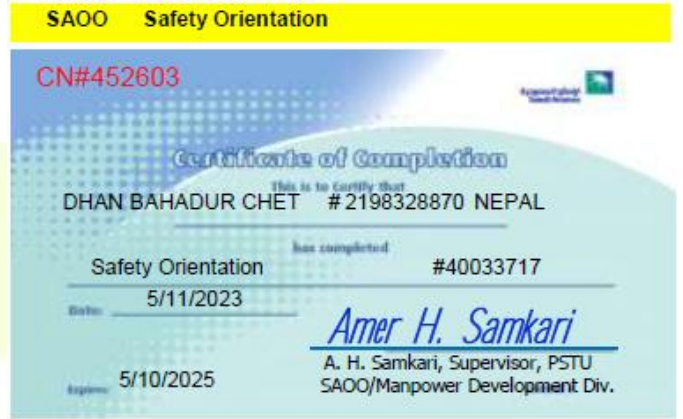 SAOO Safety Orientation
CN#452603
Certificate of Completion
This is to Certify that
DHAN BAHADUR CHET #2198328870 NEPAL
has completed
Safety Orientation #40033717
Date: 5/11/2023
Amer H. Samkari
A. H. Samkari, Supervisor, PSTU
Expires: 5/10/2025 SAOO/Manpower Development Div.